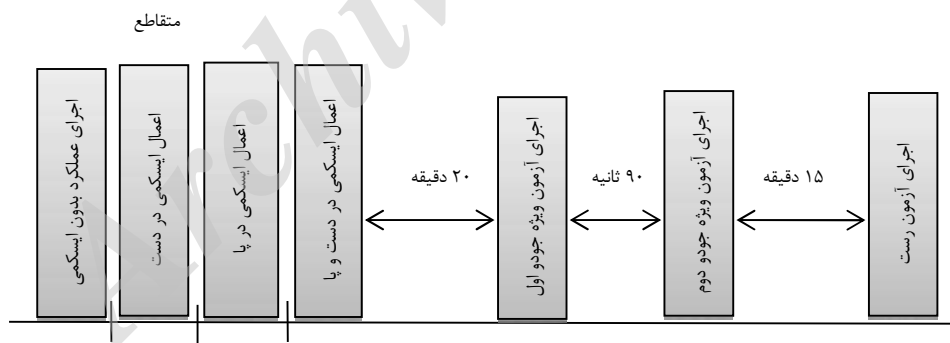 متقاطع
اجرای عملکرد بدون ایسکمی
اعمال ایسکمی در دست
اعمال ایسکمی در پا
اعمال ایسکمی در دست و پا
۲۰ دقیقه
اجرای آزمون ویژه جودو اول
۹۰ ثانیه
اجرای آزمون ویژه جودو دوم
۱۵ دقیقه
اجرای آزمون رست
Archiv